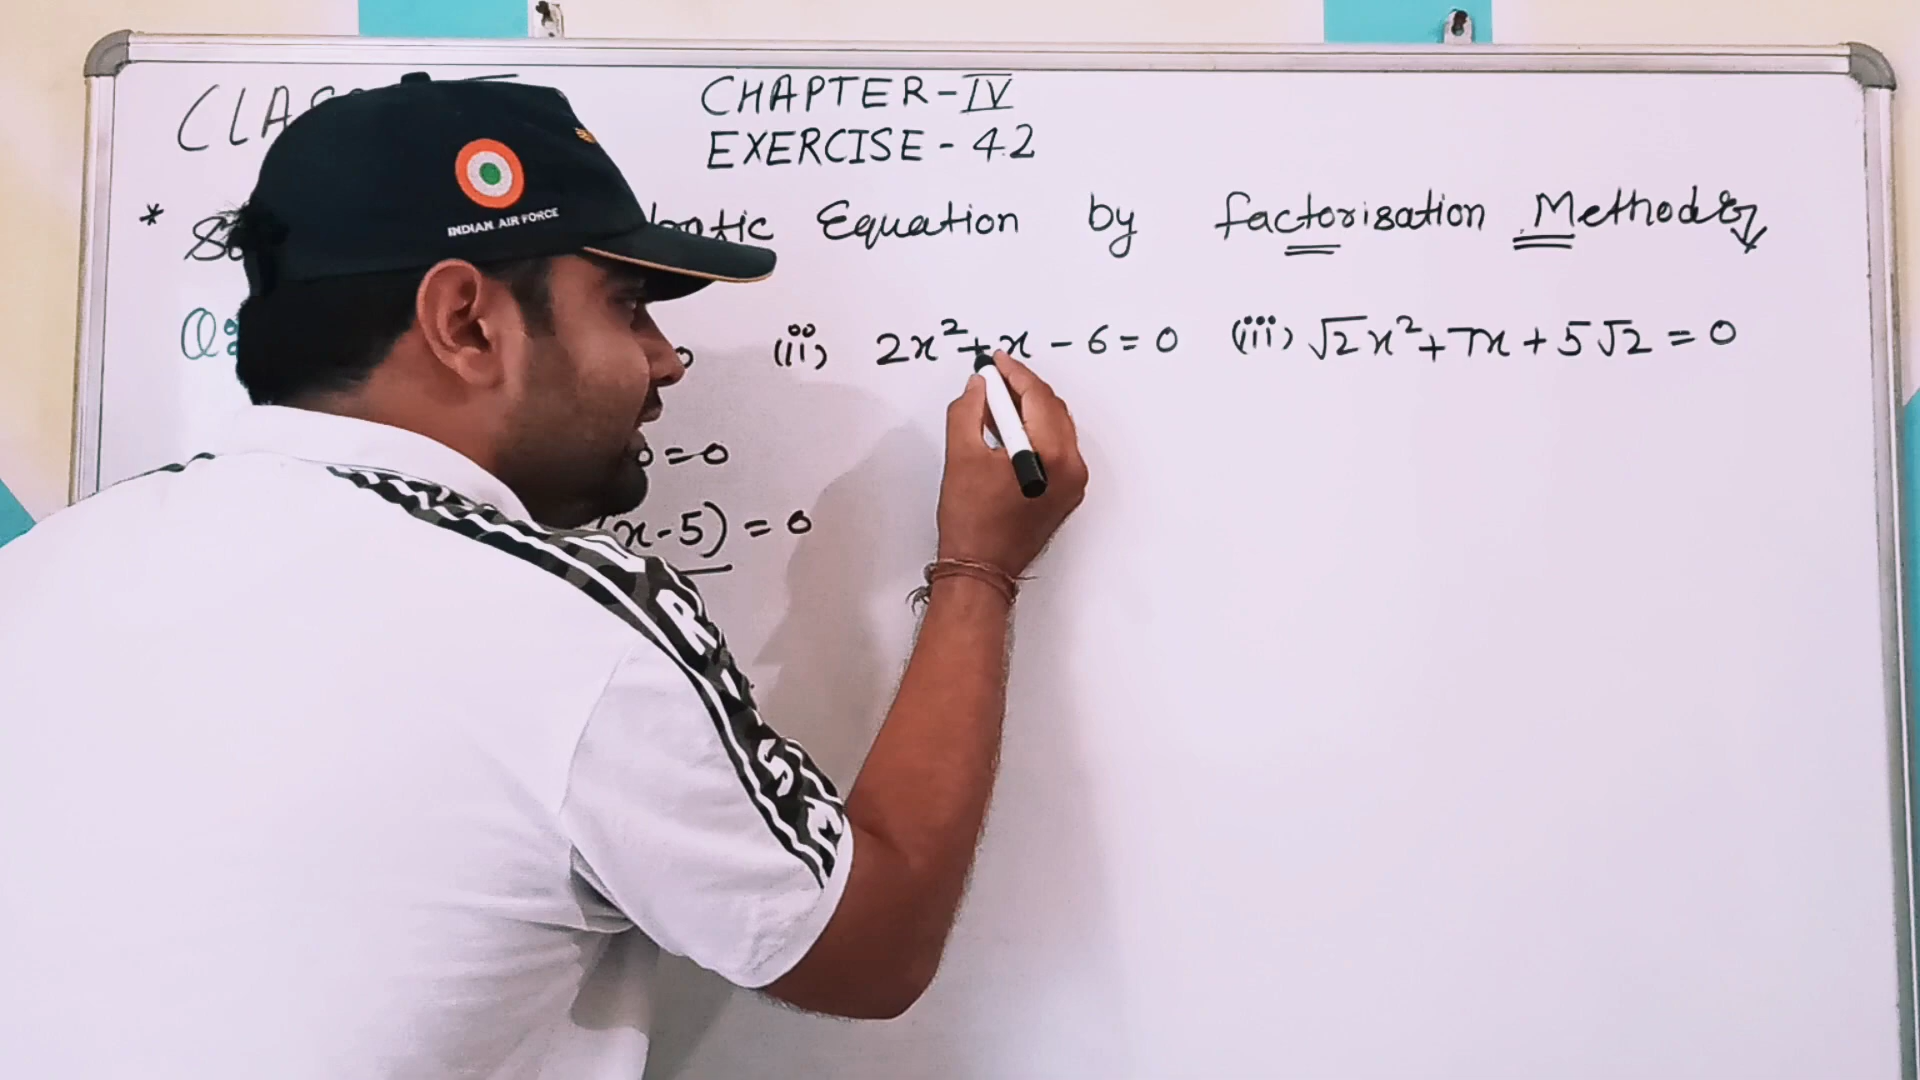 CHAPTER-IV
EXERCISE-4.2
* Equation by factorisation Method
(ii) 2x²+x-6=0 (iii) √2x²+7x+5√2=0
0=0
(x-5)=0
INDIAN AIR FORCE